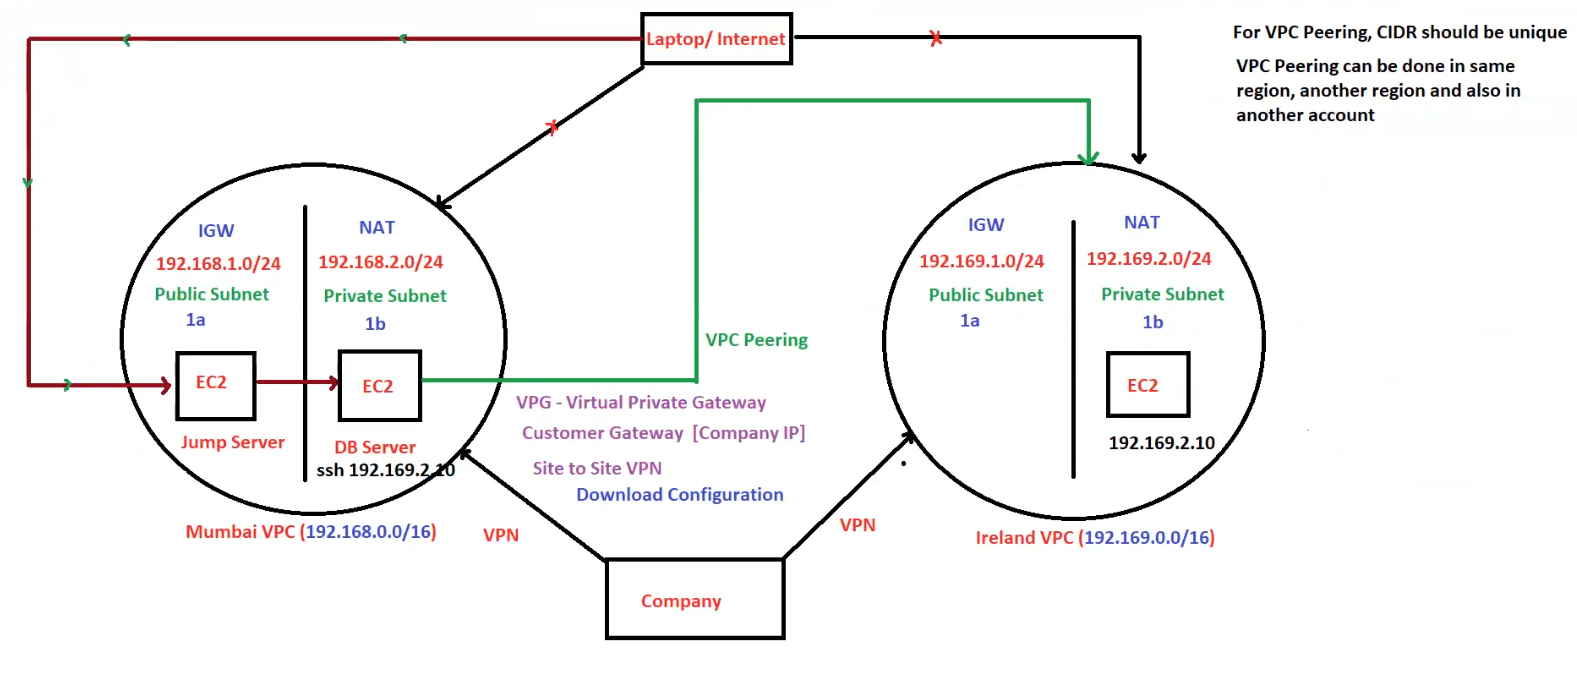 Laptop/ Internet
For VPC Peering, CIDR should be unique
VPC Peering can be done in same
region, another region and also in
another account
IGW
192.168.1.0/24
Public Subnet
1a
EC2
Jump Server
NAT
192.168.2.0/24
Private Subnet
1b
EC2
DB Server
ssh 192.169.2.10
Mumbai VPC (192.168.0.0/16)
VPC Peering
VPG - Virtual Private Gateway
Customer Gateway [Company IP]
Site to Site VPN
Download Configuration
VPN
VPN
Company
IGW
192.169.1.0/24
Public Subnet
1a
NAT
192.169.2.0/24
Private Subnet
1b
EC2
192.169.2.10
Ireland VPC (192.169.0.0/16)